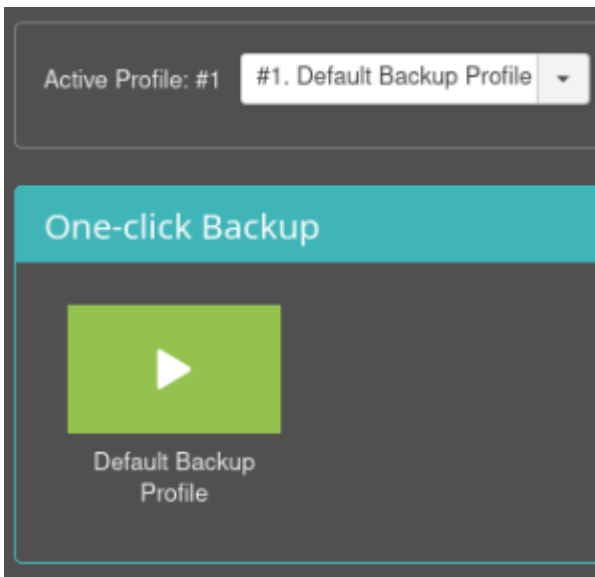 Active Profile: #1
#1. Default Backup Profile
One-click Backup
Default Backup
Profile